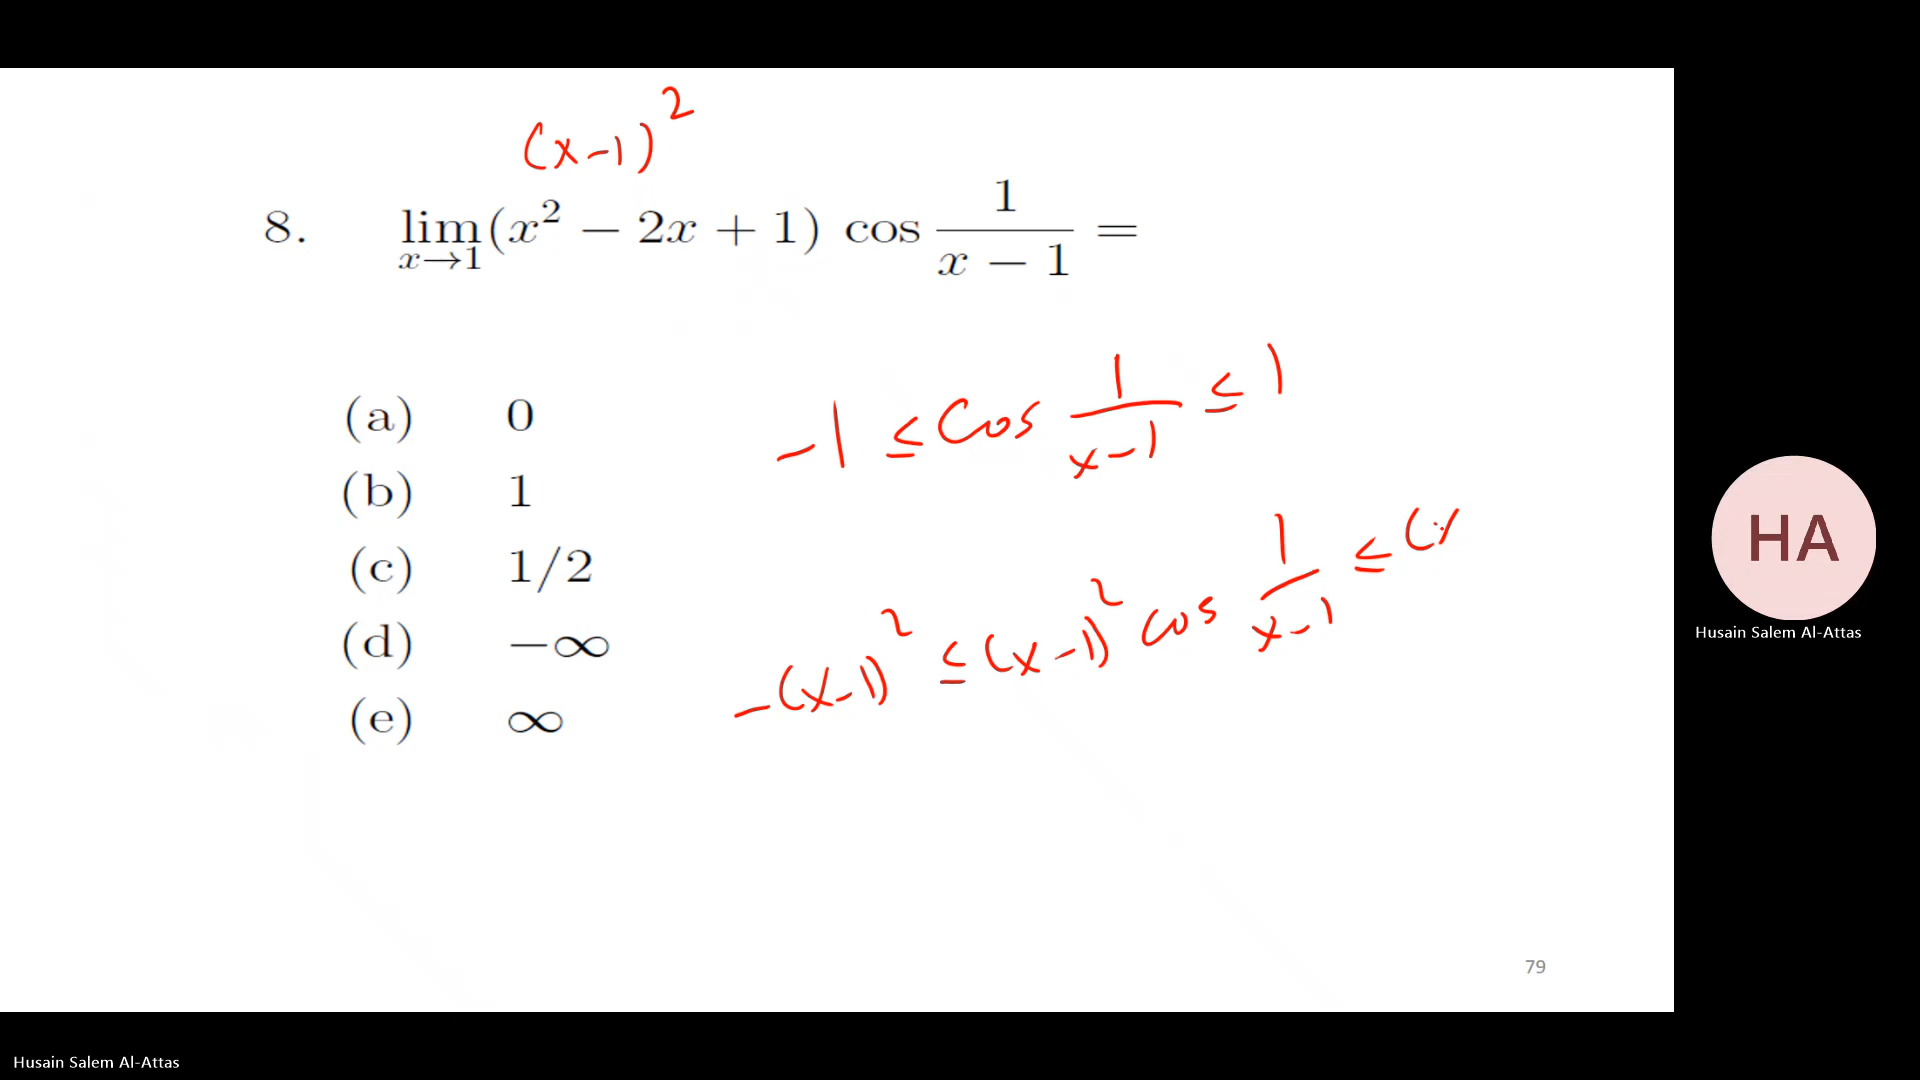 (x-1)²
8. lim x→1 (x² − 2x + 1) cos 1/(x − 1) =
(a) 0
(b) 1
(c) 1/2
(d) −∞
(e) ∞
-1 ≤ Cos 1/(x-1) ≤ 1
-(x-1)² ≤ (x-1)² cos 1/(x-1) ≤ (x
79
HA
Husain Salem Al-Attas
Husain Salem Al-Attas